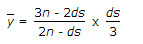 y̅ = (3n - 2ds)/(2n - ds) x ds/3